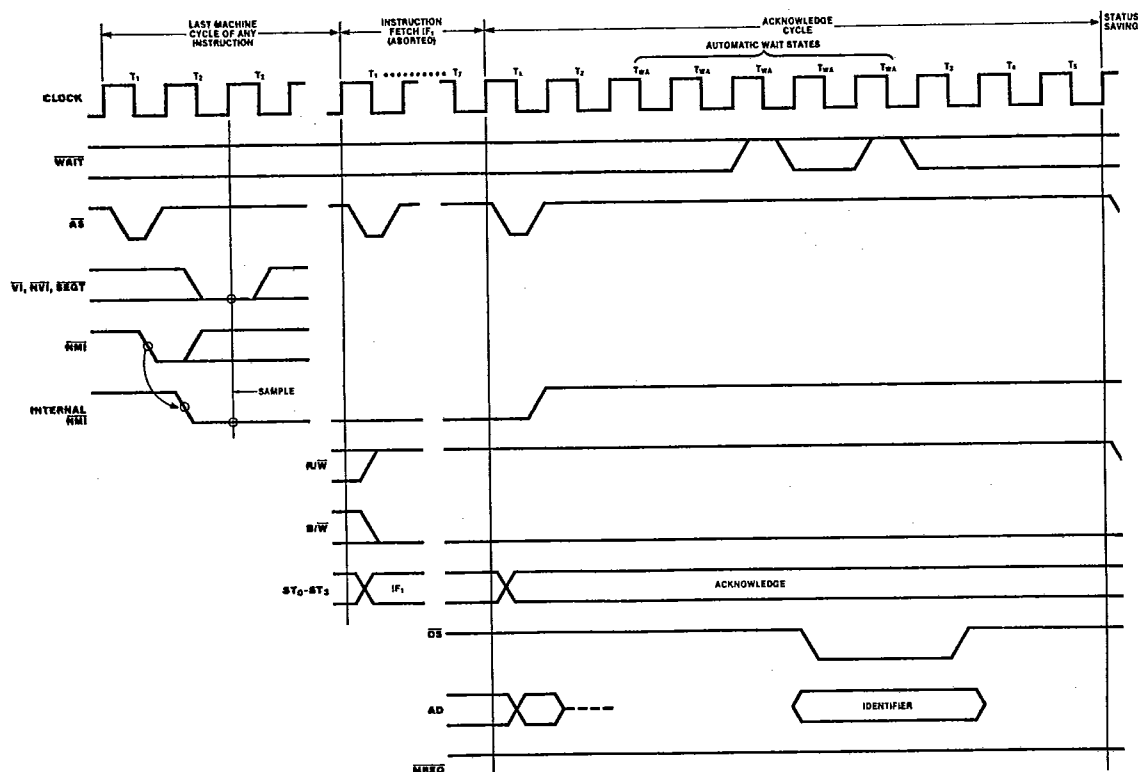 LAST MACHINE
CYCLE OF ANY
INSTRUCTION
INSTRUCTION
FETCH IF₁
(ABORTED)
ACKNOWLEDGE
CYCLE
STATUS
SAVING
AUTOMATIC WAIT STATES
T₁ T₂ T₃ T₁ T₇ T₁ T₂ TWA TWA TWA TWA TWA T₃ T₄ T₅
CLOCK
WAIT
AS
VI, NVI, SEGT
NMI
SAMPLE
INTERNAL
NMI
R/W
B/W
ST₀-ST₃
IF₁
ACKNOWLEDGE
DS
AD
IDENTIFIER
MREQ